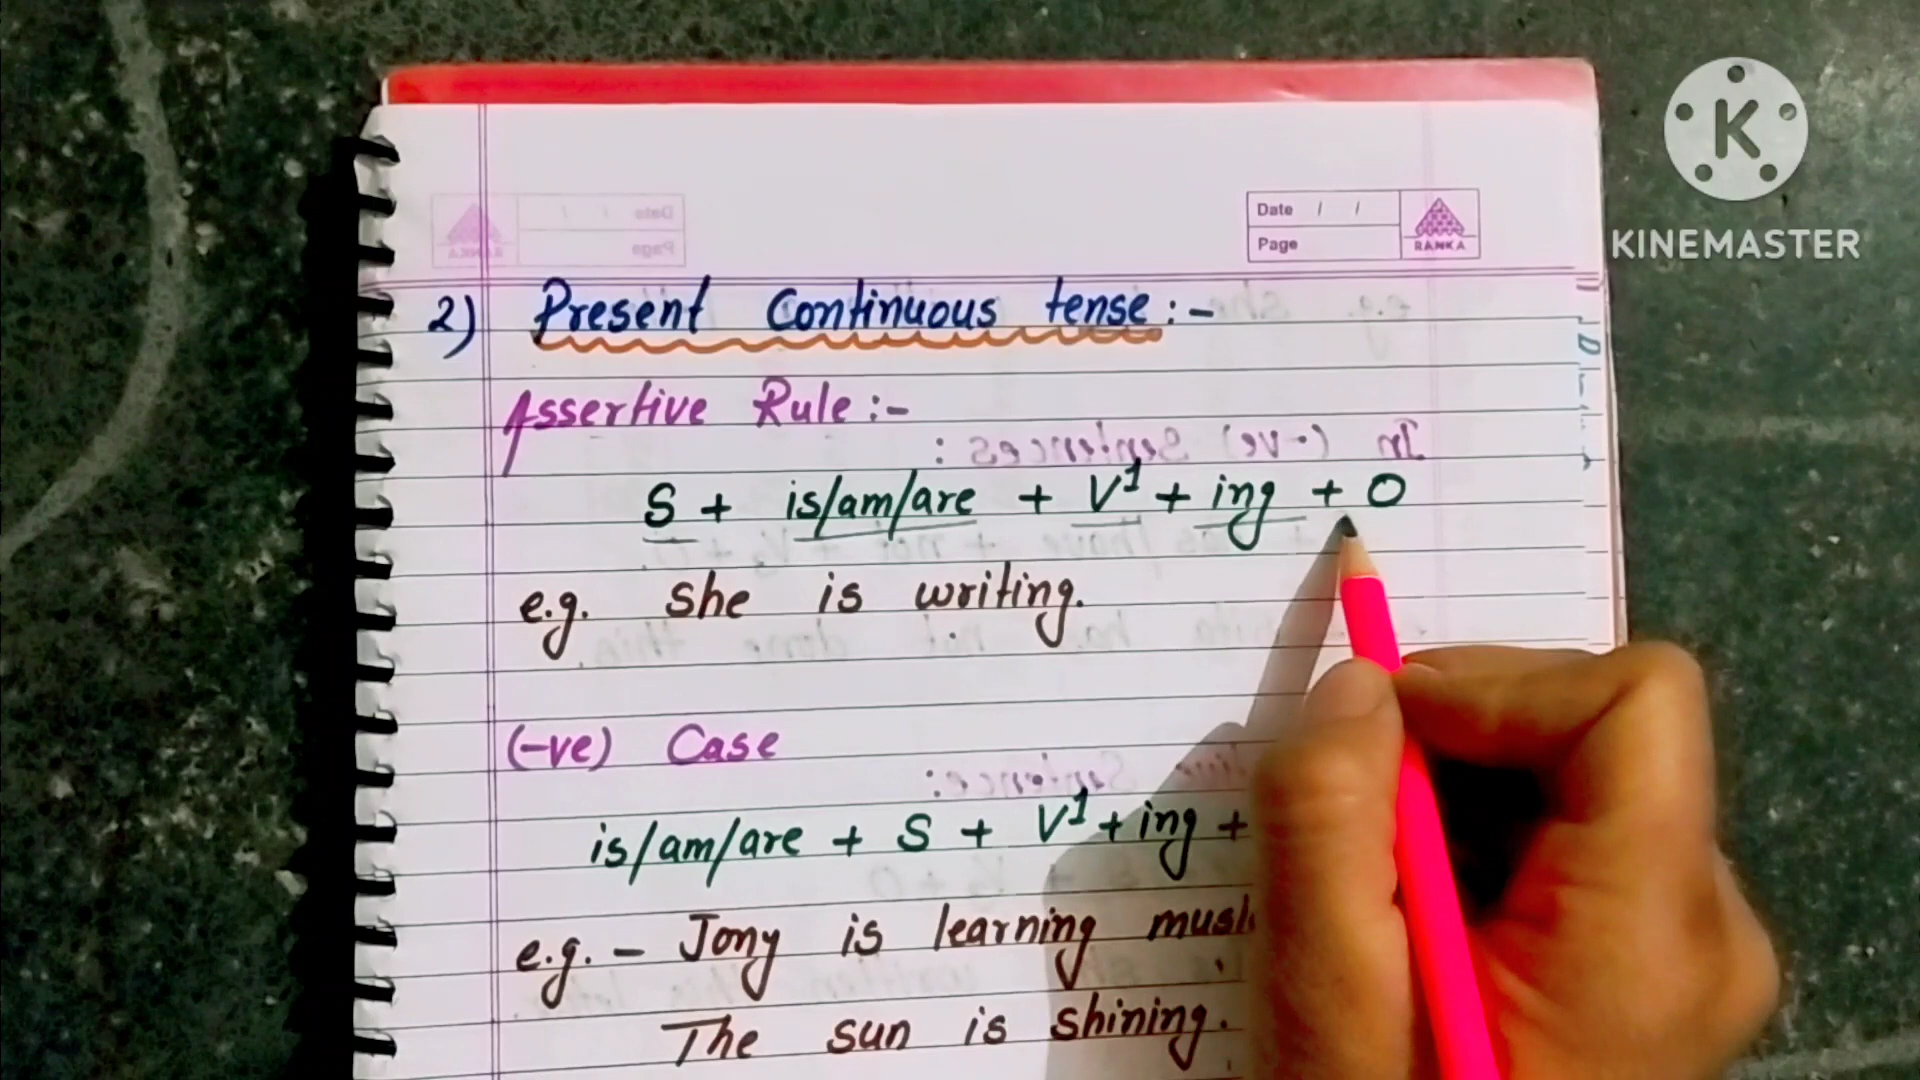 K
KINEMASTER
Date / /
Page
RANKA
2) Present Continuous tense :-
Assertive Rule :-
S + is/am/are + V¹ + ing + O
e.g. She is writing.
(-ve) Case
is/am/are + S + V¹ + ing +
e.g. - Jony is learning
The sun is shining.